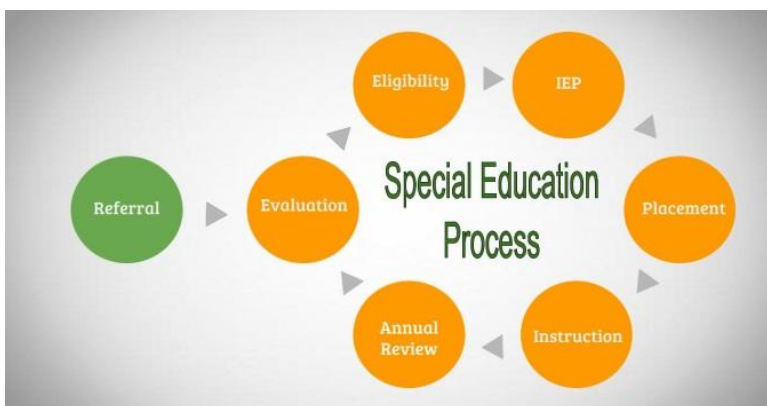 Referral
Evaluation
Eligibility
IEP
Placement
Instruction
Annual
Review
Special Education
Process